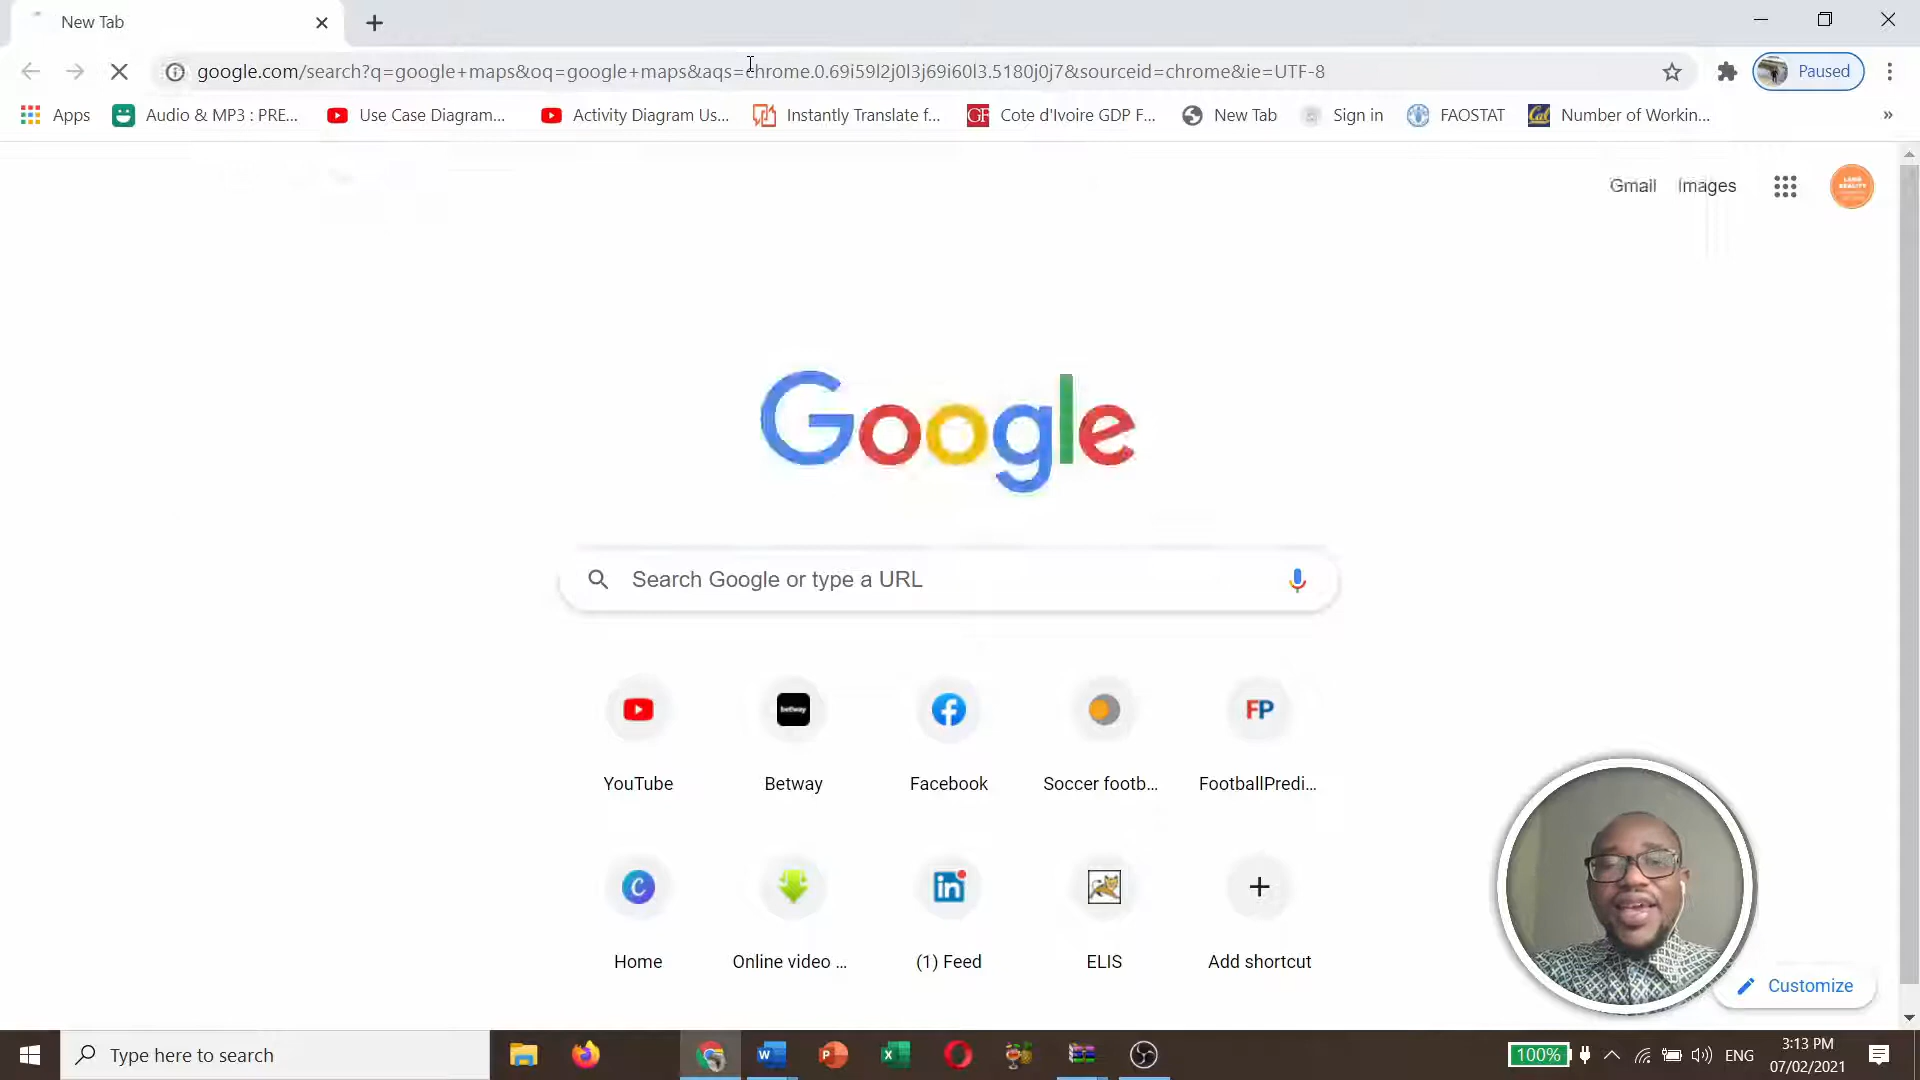 New Tab
google.com/search?q=google+maps&oq=google+maps&aqs=chrome.0.69i59l2j0l3j69i60l3.5180j0j7&sourceid=chrome&ie=UTF-8
Paused
Apps
Audio & MP3 : PRE...
Use Case Diagram...
Activity Diagram Us...
Instantly Translate f...
Cote d'Ivoire GDP F...
New Tab
Sign in
FAOSTAT
Number of Workin...
»
Gmail
Images
Google
Search Google or type a URL
betway
FP
YouTube
Betway
Facebook
Soccer footb...
FootballPredi...
Home
Online video ...
(1) Feed
ELIS
Add shortcut
Customize
Type here to search
100%
ENG
3:13 PM
07/02/2021